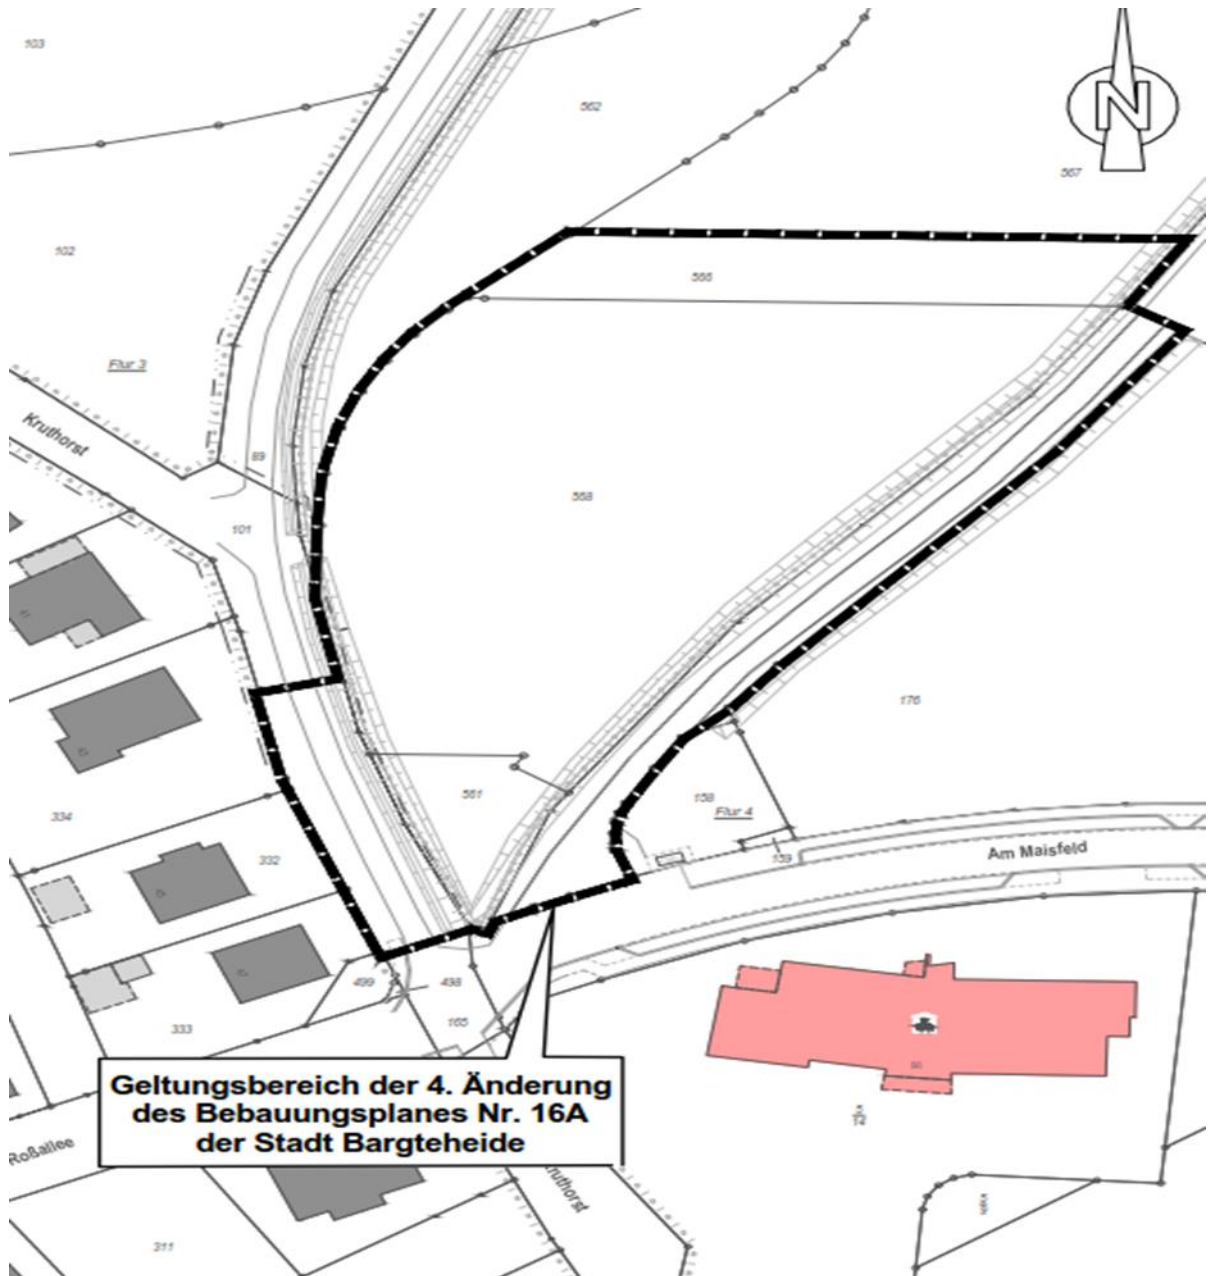 103
562
N
567
102
566
Flur 3
Kruthorst
89
568
101
176
561
158
Flur 4
334
Am Maisfeld
159
332
499
498
333
165
Geltungsbereich der 4. Änderung
des Bebauungsplanes Nr. 16A
der Stadt Bargteheide
Roßallee
Kruthorst
311
14